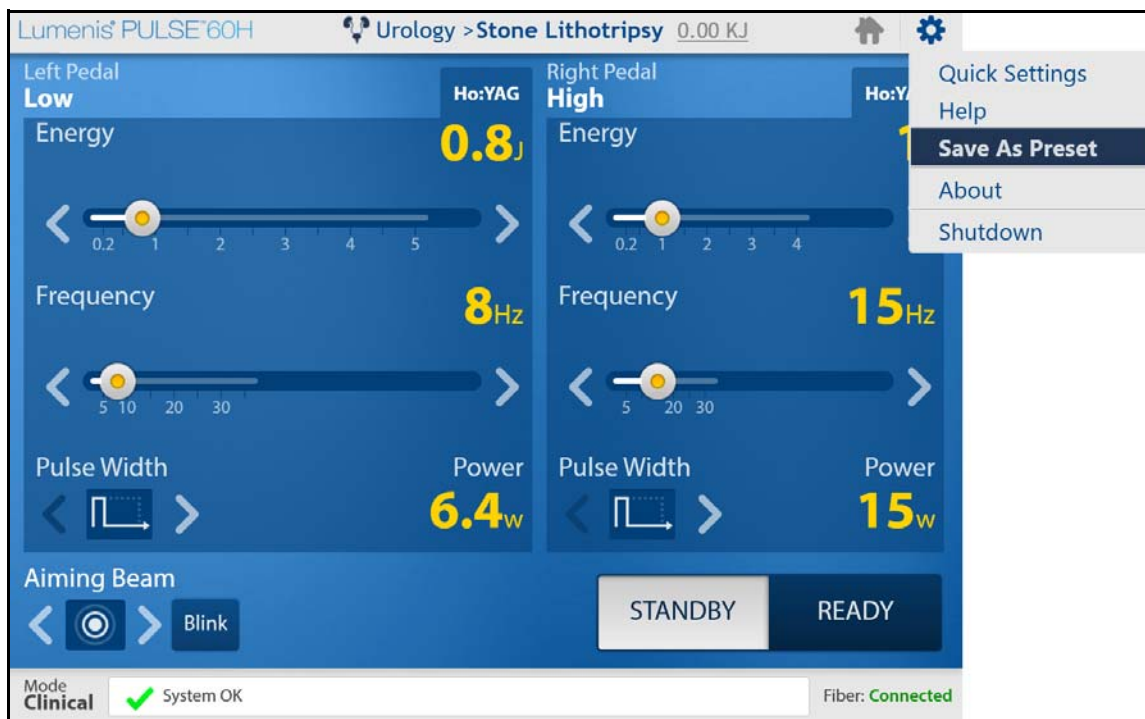 Lumenis® PULSE™60H Urology > Stone Lithotripsy 0.00 KJ
Quick Settings
Help
Save As Preset
About
Shutdown
Left Pedal
Low
Ho:YAG
Energy
0.8J
0.2 1 2 3 4 5
Frequency
8Hz
5 10 20 30
Pulse Width
Power
6.4w
Right Pedal
High
Energy
0.2 1 2 3 4
Frequency
15Hz
5 20 30
Pulse Width
Power
15w
Aiming Beam
Blink
STANDBY
READY
Mode
Clinical
System OK
Fiber: Connected